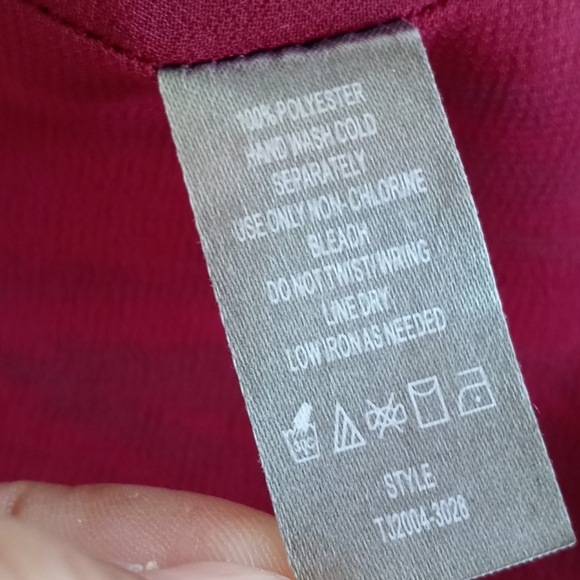 100% POLYESTER
HAND WASH COLD
SEPARATELY
USE ONLY NON-CHLORINE
BLEACH
DO NOT TWIST/WRING
LINE DRY
LOW IRON AS NEEDED
30C
STYLE
TJ2004-3028